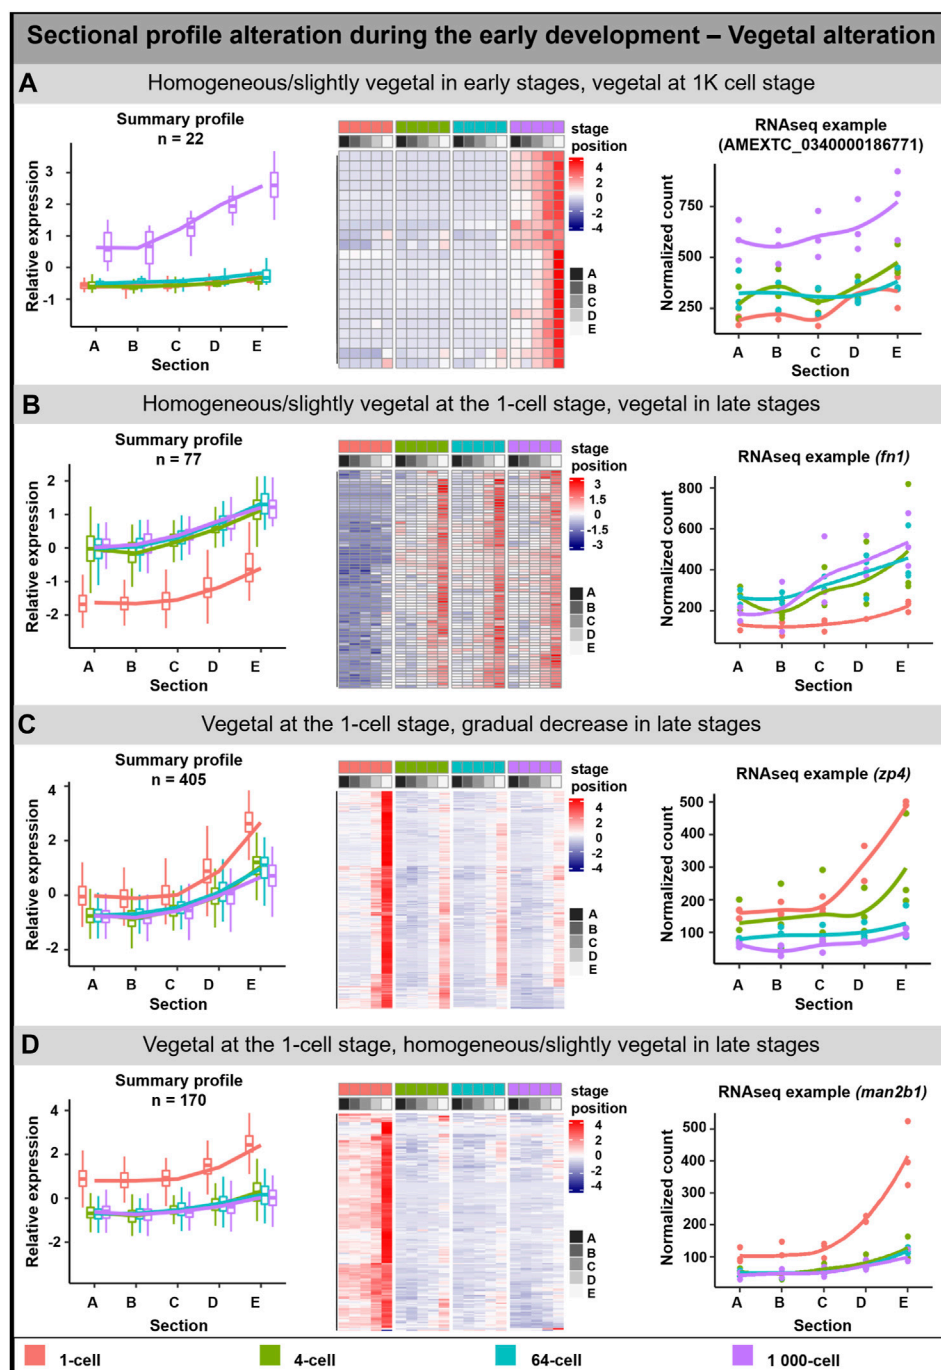 Sectional profile alteration during the early development – Vegetal alteration
A
Homogeneous/slightly vegetal in early stages, vegetal at 1K cell stage
Summary profile
n = 22
Relative expression
3
2
1
0
-1
A B C D E
Section
stage
position
4
2
0
-2
-4
A
B
C
D
E
RNAseq example
(AMEXTC_0340000186771)
Normalized count
750
500
250
A B C D E
Section
B
Homogeneous/slightly vegetal at the 1-cell stage, vegetal in late stages
Summary profile
n = 77
Relative expression
2
1
0
-1
-2
A B C D E
Section
stage
position
3
1.5
0
-1.5
-3
A
B
C
D
E
RNAseq example (fn1)
Normalized count
800
600
400
200
A B C D E
Section
C
Vegetal at the 1-cell stage, gradual decrease in late stages
Summary profile
n = 405
Relative expression
4
2
0
-2
A B C D E
Section
stage
position
4
2
0
-2
-4
A
B
C
D
E
RNAseq example (zp4)
Normalized count
500
400
300
200
100
A B C D E
Section
D
Vegetal at the 1-cell stage, homogeneous/slightly vegetal in late stages
Summary profile
n = 170
Relative expression
4
2
0
-2
A B C D E
Section
stage
position
4
2
0
-2
-4
A
B
C
D
E
RNAseq example (man2b1)
Normalized count
500
400
300
200
100
A B C D E
Section
1-cell 4-cell 64-cell 1 000-cell